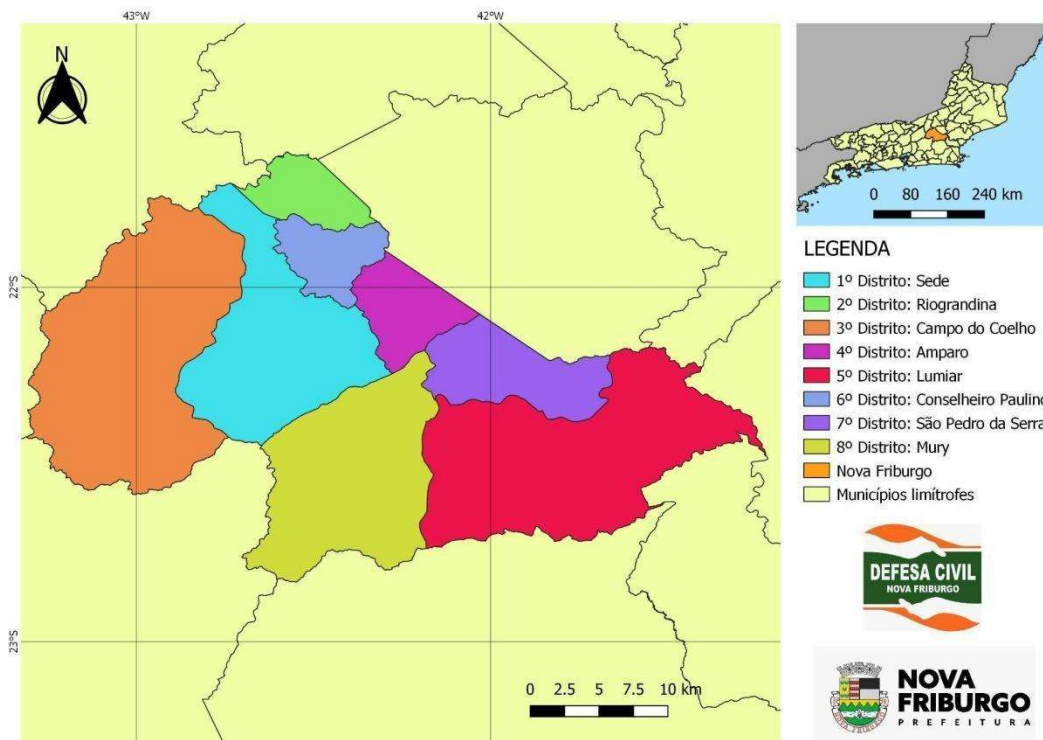 43°W
42°W
N
22°S
23°S
0 2.5 5 7.5 10 km
0 80 160 240 km
LEGENDA
1º Distrito: Sede
2º Distrito: Riograndina
3º Distrito: Campo do Coelho
4º Distrito: Amparo
5º Distrito: Lumiar
6º Distrito: Conselheiro Paulino
7º Distrito: São Pedro da Serra
8º Distrito: Mury
Nova Friburgo
Municípios limítrofes
DEFESA CIVIL
NOVA FRIBURGO
NOVA
FRIBURGO
PREFEITURA